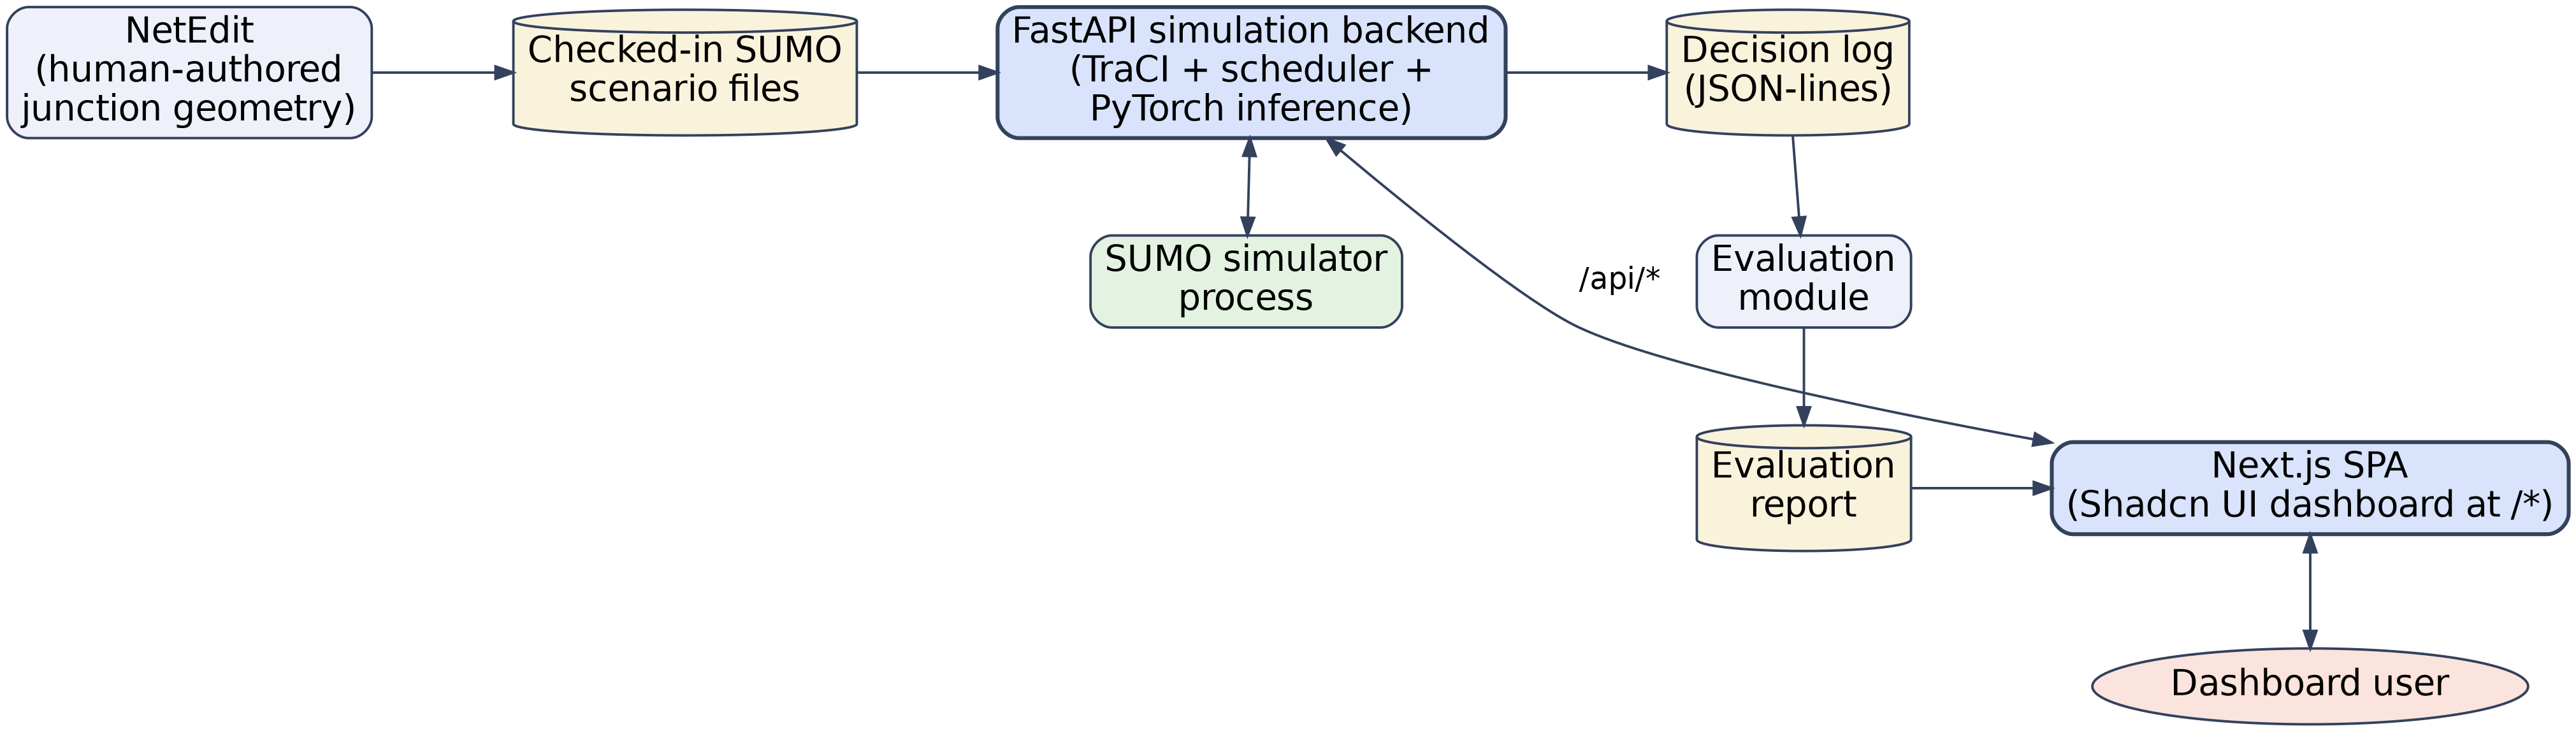 NetEdit
(human-authored
junction geometry)
Checked-in SUMO
scenario files
FastAPI simulation backend
(TraCI + scheduler +
PyTorch inference)
Decision log
(JSON-lines)
SUMO simulator
process
/api/*
Evaluation
module
Evaluation
report
Next.js SPA
(Shadcn UI dashboard at /*)
Dashboard user